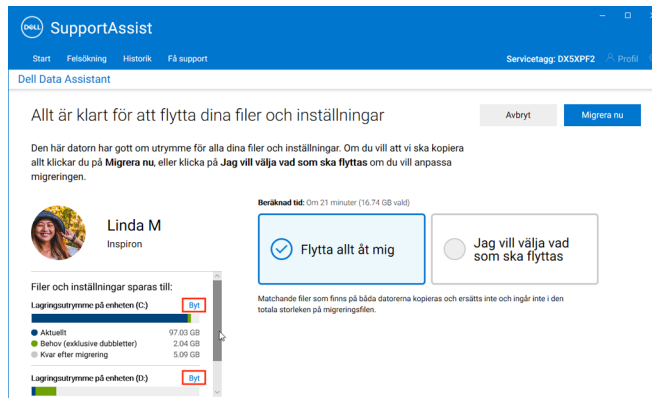 DELL SupportAssist
Start Felsökning Historik Få support
Servicetagg: DX5XPF2 Profil
Dell Data Assistant
Allt är klart för att flytta dina filer och inställningar
Avbryt
Migrera nu
Den här datorn har gott om utrymme för alla dina filer och inställningar. Om du vill att vi ska kopiera
allt klickar du på Migrera nu, eller klicka på Jag vill välja vad som ska flyttas om du vill anpassa
migreringen.
Linda M
Inspiron
Beräknad tid: Om 21 minuter (16.74 GB vald)
Flytta allt åt mig
Jag vill välja vad
som ska flyttas
Matchande filer som finns på båda datorerna kopieras och ersätts inte och ingår inte i den
totala storleken på migreringsfilen.
Filer och inställningar sparas till:
Lagringsutrymme på enheten (C:) Byt
Aktuellt 97.03 GB
Behov (exklusive dubbletter) 2.04 GB
Kvar efter migrering 5.09 GB
Lagringsutrymme på enheten (D:) Byt